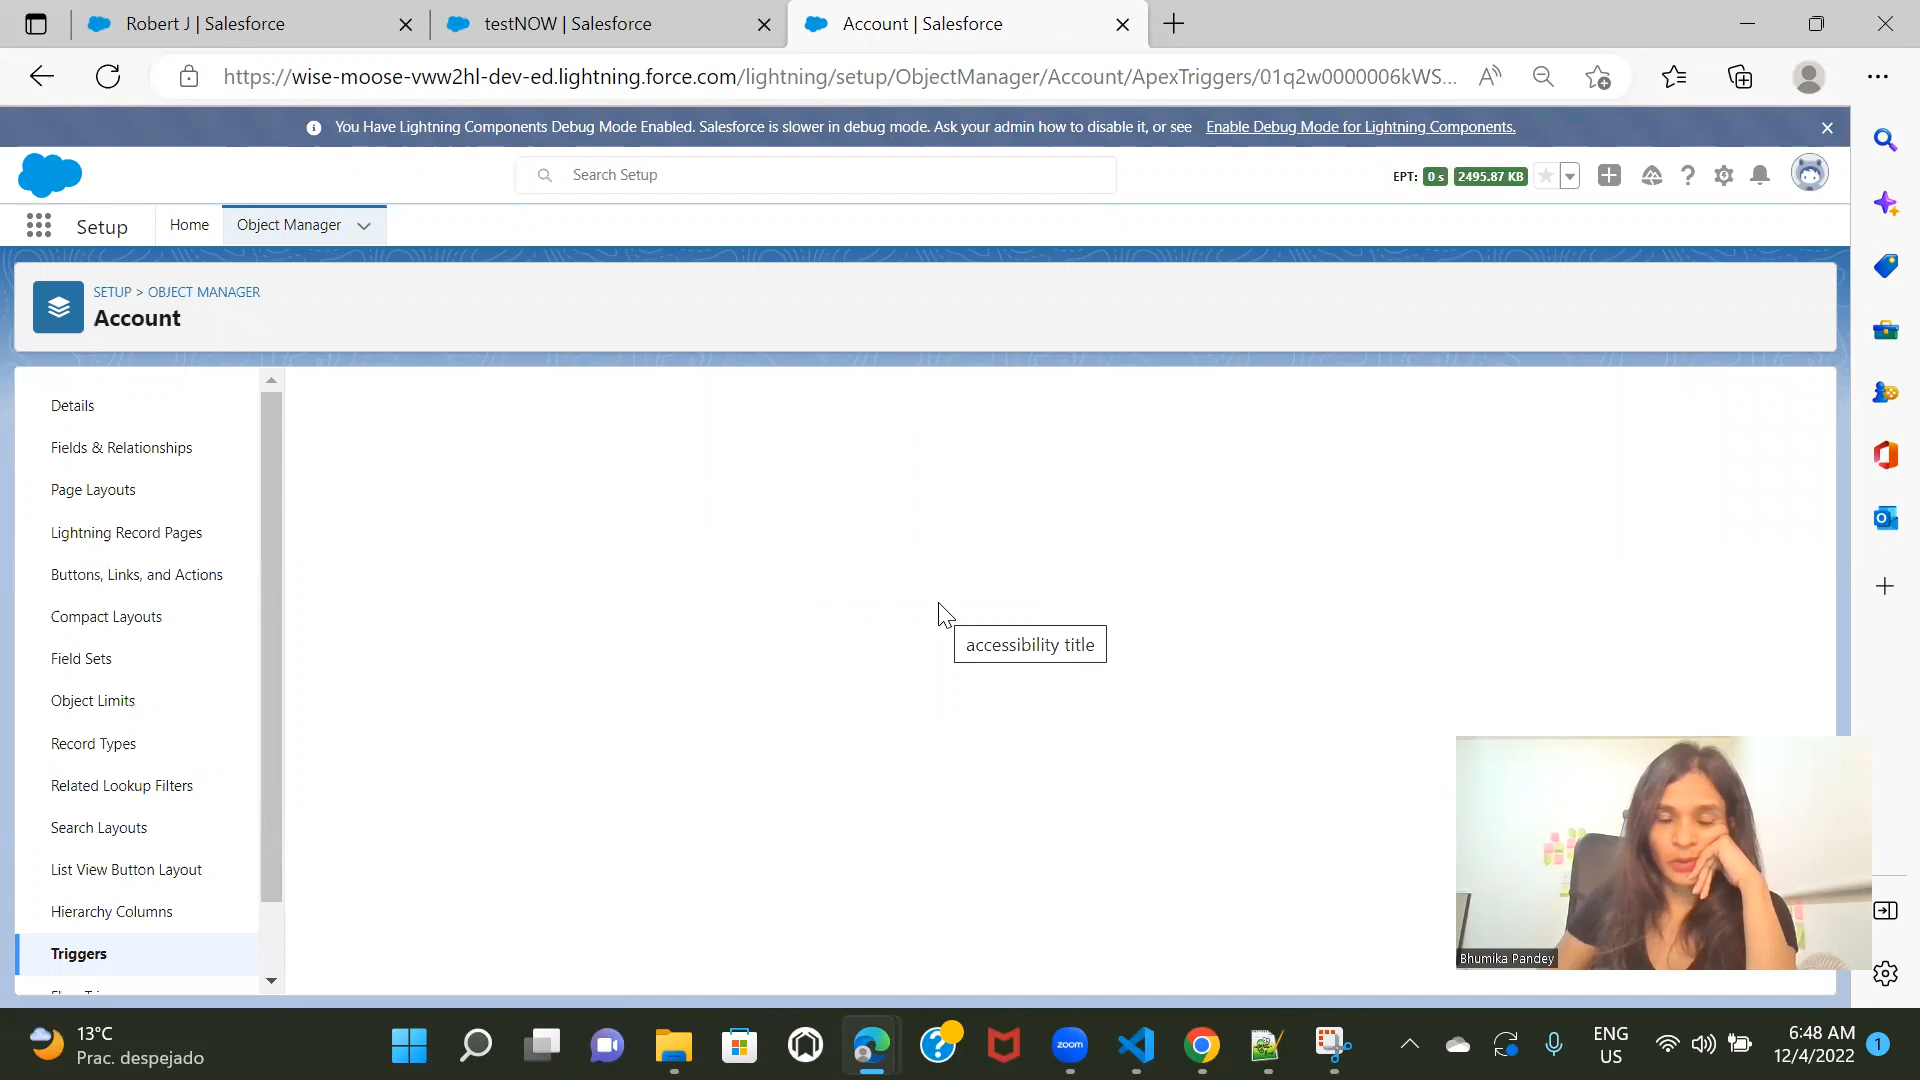 Robert J | Salesforce
testNOW | Salesforce
Account | Salesforce
https://wise-moose-vww2hl-dev-ed.lightning.force.com/lightning/setup/ObjectManager/Account/ApexTriggers/01q2w0000006kWS...
You Have Lightning Components Debug Mode Enabled. Salesforce is slower in debug mode. Ask your admin how to disable it, or see Enable Debug Mode for Lightning Components.
Search Setup
EPT: 0 s 2495.87 KB
Setup
Home
Object Manager
SETUP > OBJECT MANAGER
Account
Details
Fields & Relationships
Page Layouts
Lightning Record Pages
Buttons, Links, and Actions
Compact Layouts
Field Sets
Object Limits
Record Types
Related Lookup Filters
Search Layouts
List View Button Layout
Hierarchy Columns
Triggers
accessibility title
Bhumika Pandey
13°C
Prac. despejado
zoom
ENG
US
6:48 AM
12/4/2022
1